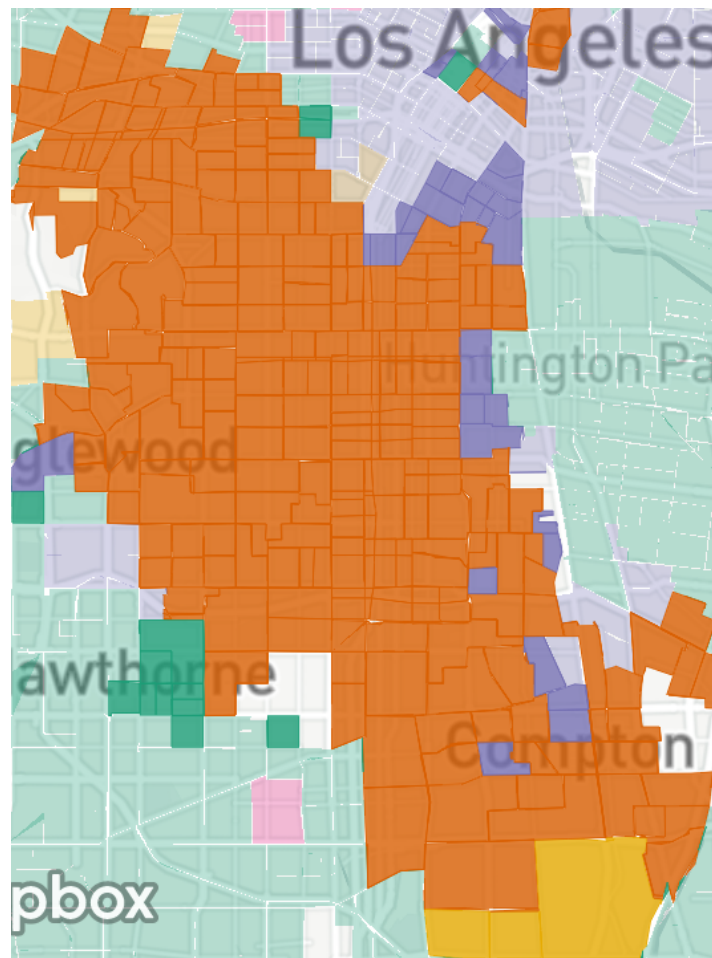 Los Angeles
Huntington Pa
glewood
awthorne
Compton
pbox